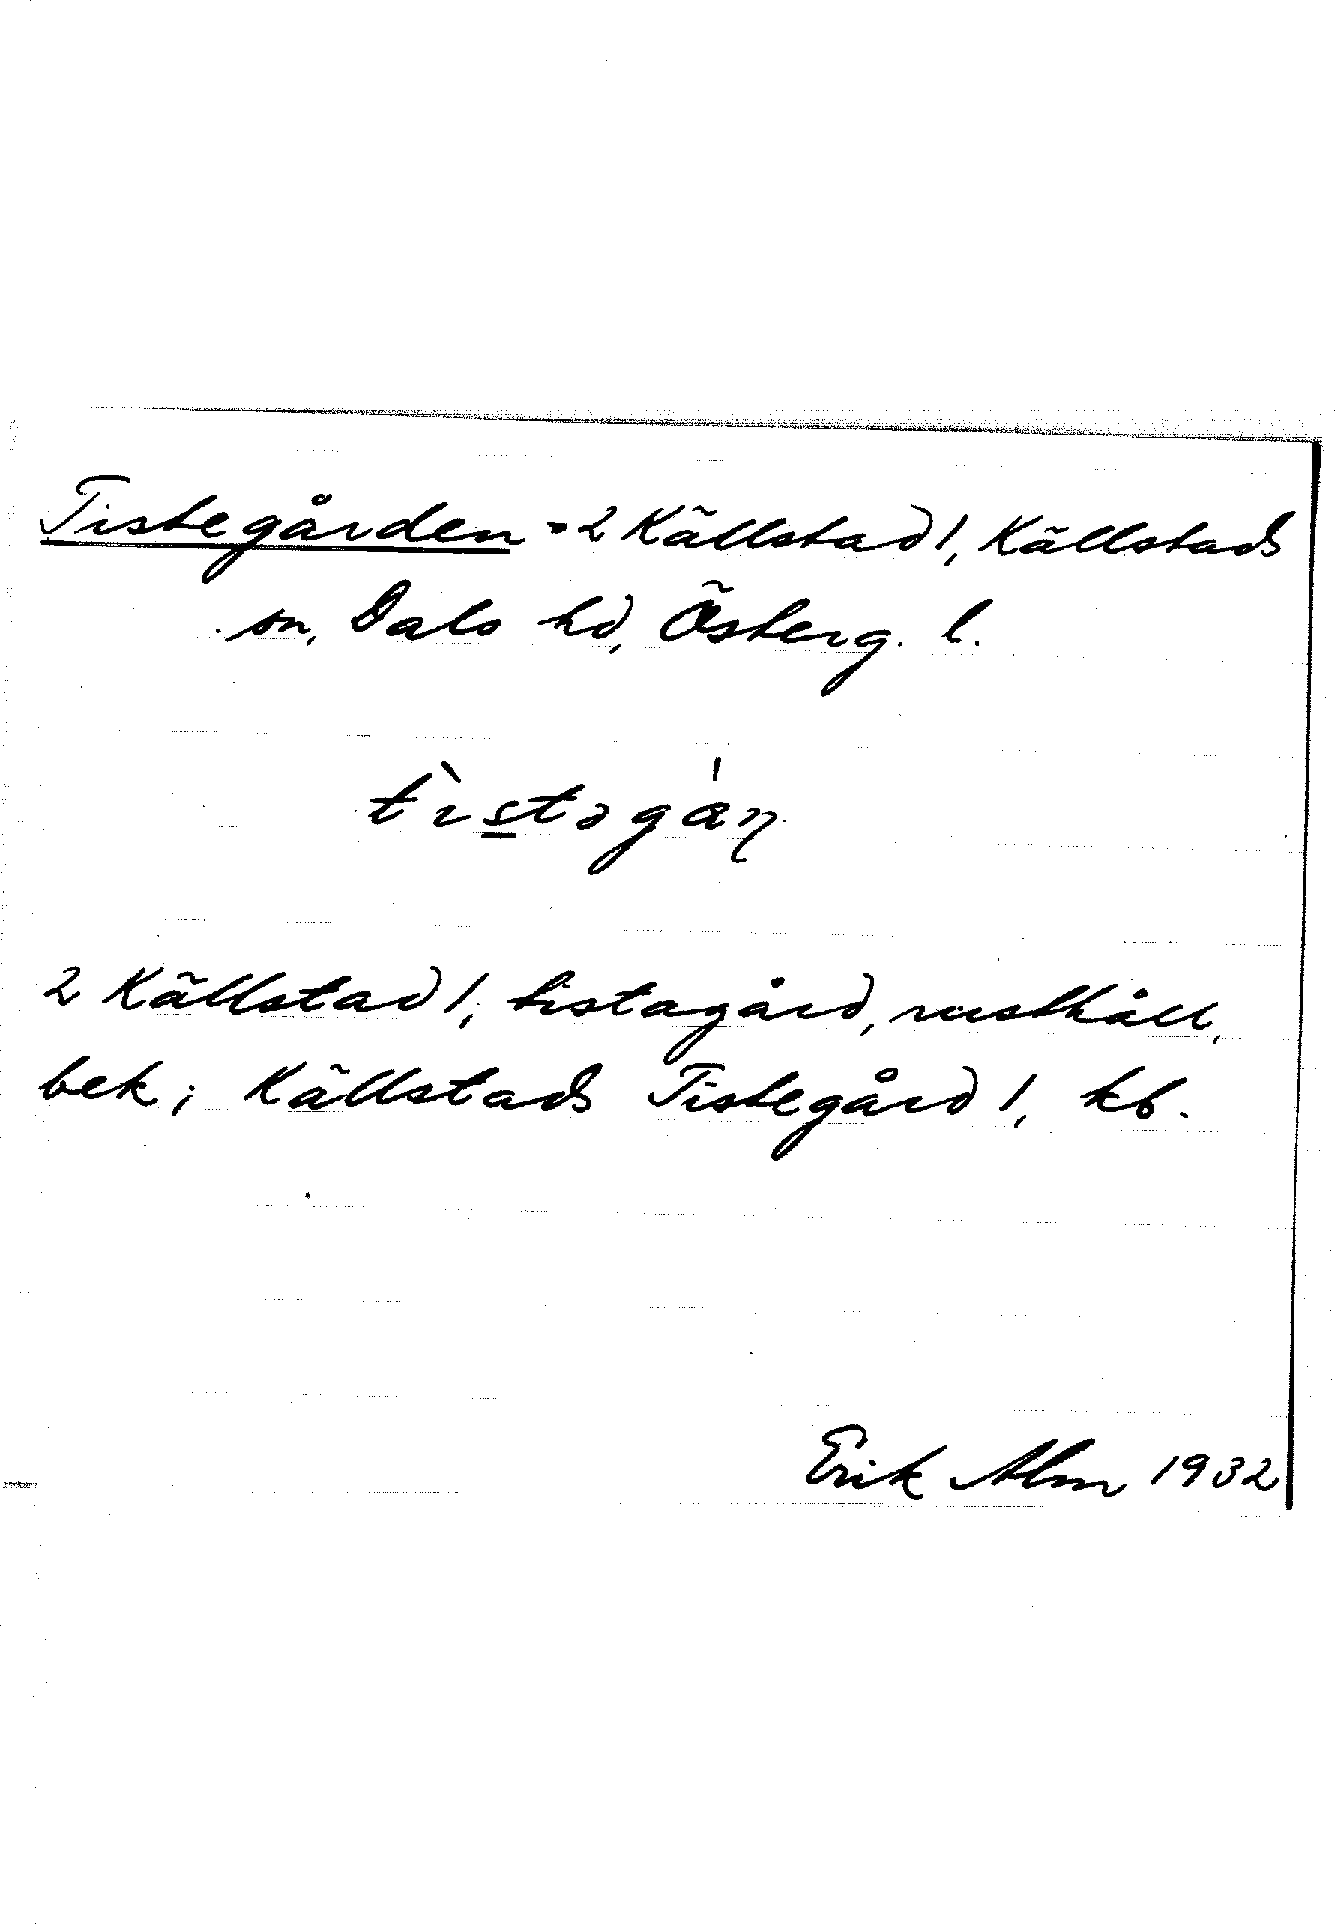 Tistegården = 2 Källstad 1, Källstads
sn, Dals hd, Österg. l.
tìstəgáɳ
2 Källstad 1, tistagård, rusthåll,
bek; Källstads Tistegård 1, kb.
Erik Alm 1932